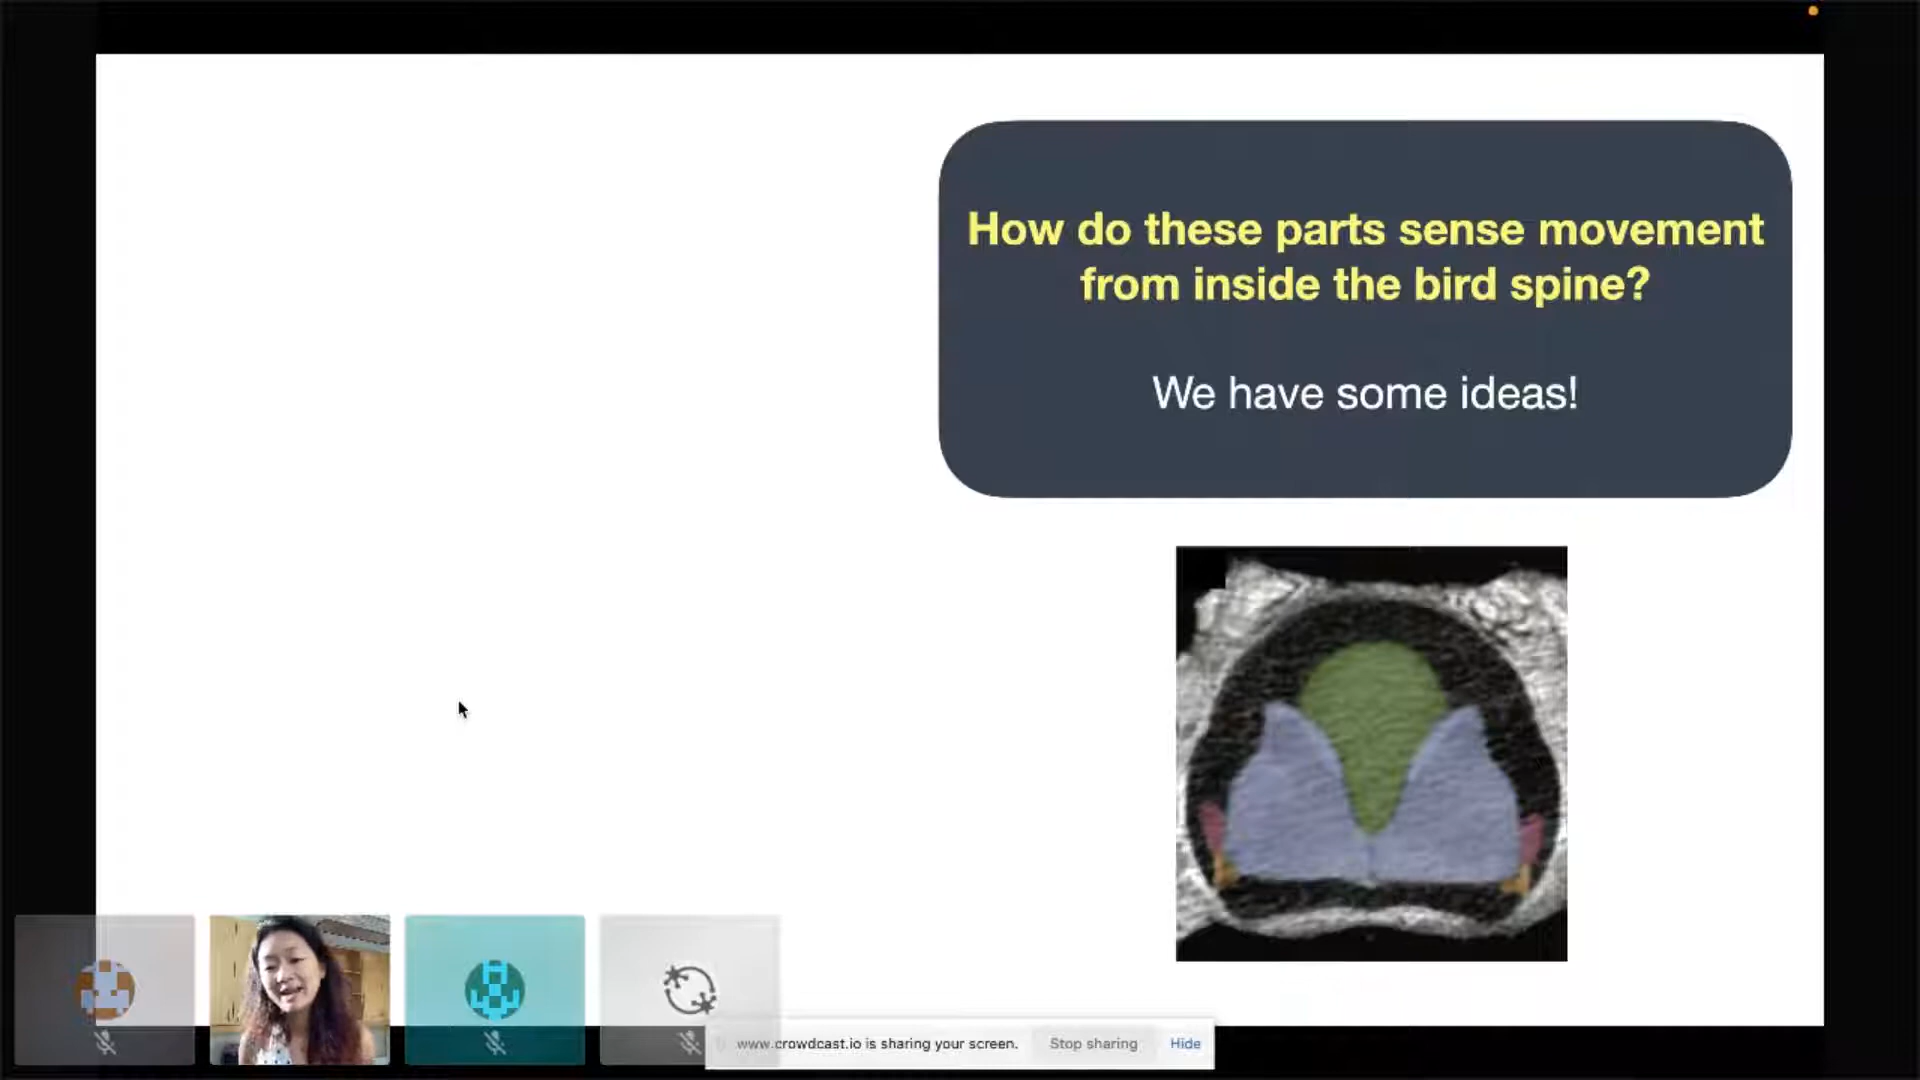 How do these parts sense movement
from inside the bird spine?
We have some ideas!
www.crowdcast.io is sharing your screen.
Stop sharing
Hide